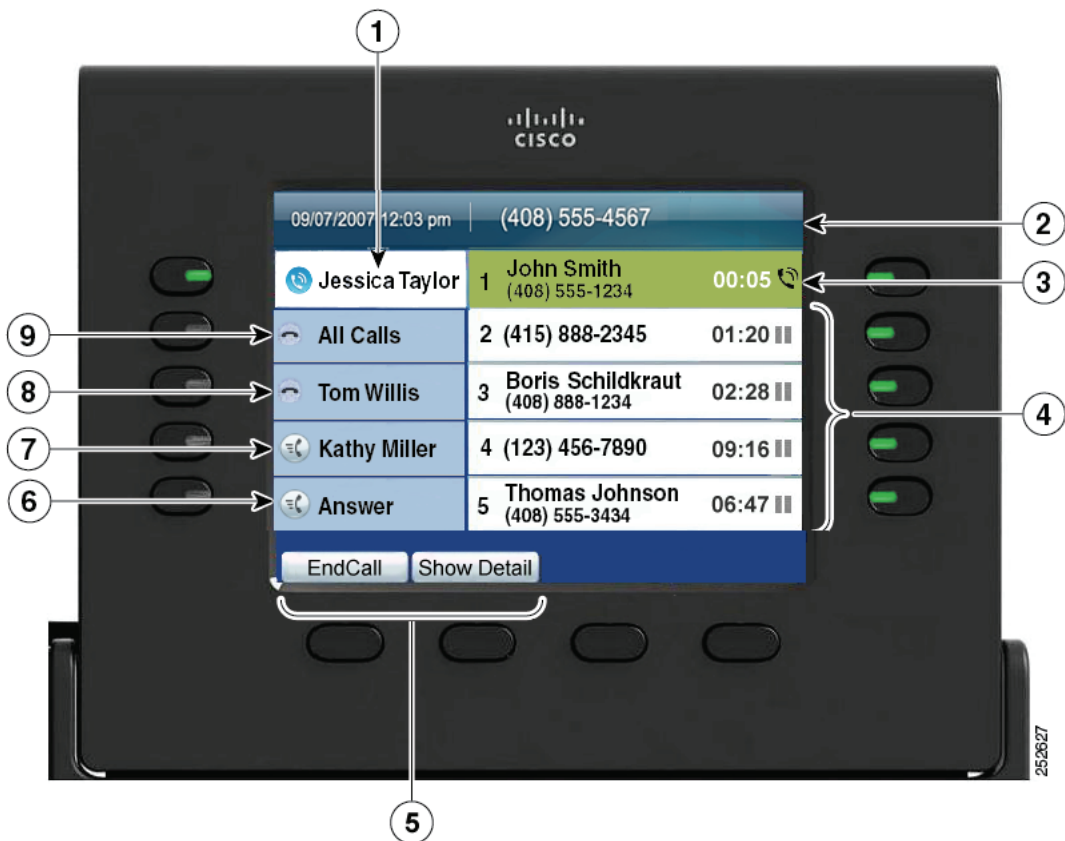 1
CISCO
09/07/2007 12:03 pm
(408) 555-4567
2
Jessica Taylor
1 John Smith
(408) 555-1234
00:05
3
9
All Calls
2 (415) 888-2345
01:20
8
Tom Willis
3 Boris Schildkraut
(408) 888-1234
02:28
4
7
Kathy Miller
4 (123) 456-7890
09:16
6
Answer
5 Thomas Johnson
(408) 555-3434
06:47
EndCall
Show Detail
5
252627